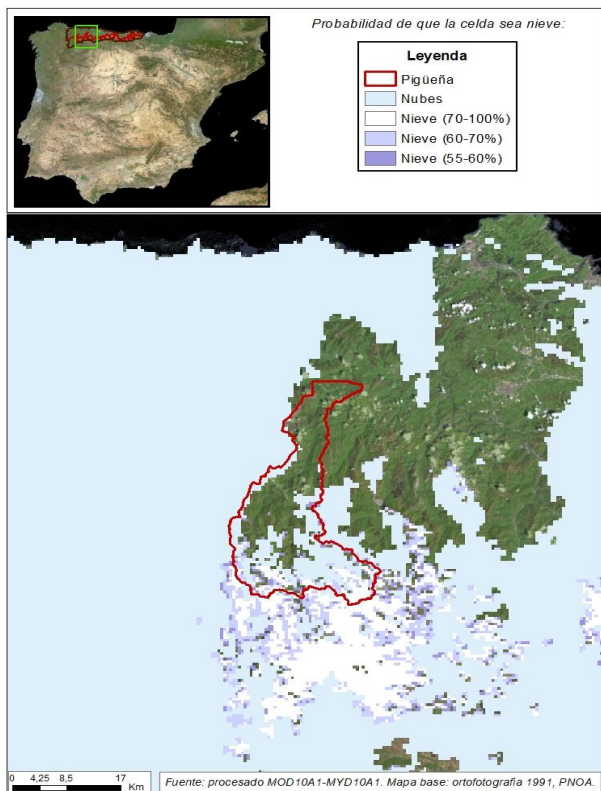 Probabilidad de que la celda sea nieve:
Leyenda
Pigüeña
Nubes
Nieve (70-100%)
Nieve (60-70%)
Nieve (55-60%)
0 4,25 8,5 17
Km
Fuente: procesado MOD10A1-MYD10A1. Mapa base: ortofotografia 1991, PNOA.